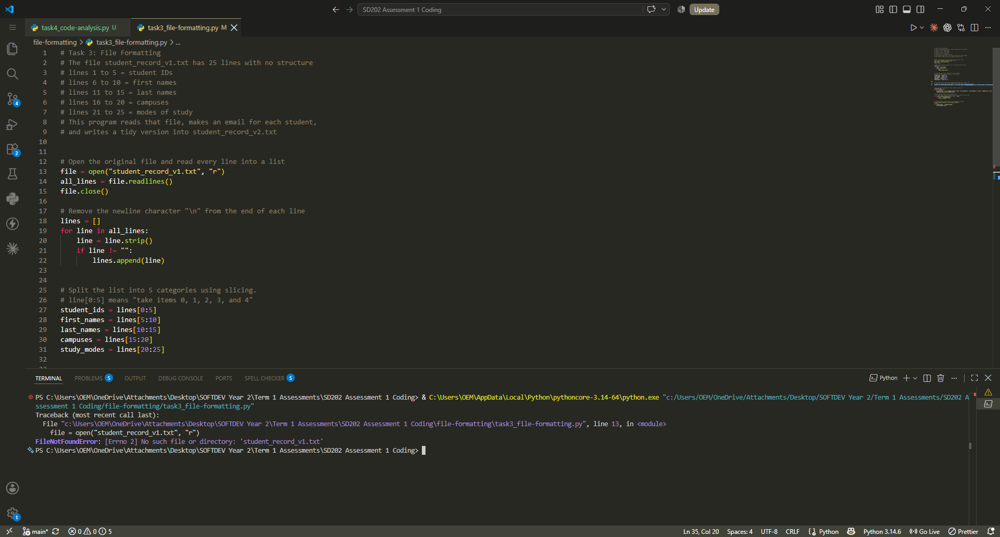 SD202 Assessment 1 Coding
Update
task4_code-analysis.py U
task3_file-formatting.py M
file-formatting > task3_file-formatting.py > ...
1 # Task 3: File Formatting
2 # The file student_record_v1.txt has 25 lines with no structure
3 # lines 1 to 5 = student IDs
4 # lines 6 to 10 = first names
5 # lines 11 to 15 = last names
6 # lines 16 to 20 = campuses
7 # lines 21 to 25 = modes of study
8 # This program reads that file, makes an email for each student,
9 # and writes a tidy version into student_record_v2.txt
10
11
12 # Open the original file and read every line into a list
13 file = open("student_record_v1.txt", "r")
14 all_lines = file.readlines()
15 file.close()
16
17 # Remove the newline character "\n" from the end of each line
18 lines = []
19 for line in all_lines:
20     line = line.strip()
21     if line != "":
22         lines.append(line)
23
24
25 # Split the list into 5 categories using slicing.
26 # line[0:5] means "take items 0, 1, 2, 3, and 4"
27 student_ids = lines[0:5]
28 first_names = lines[5:10]
29 last_names = lines[10:15]
30 campuses = lines[15:20]
31 study_modes = lines[20:25]
32
TERMINAL PROBLEMS 5 OUTPUT DEBUG CONSOLE PORTS SPELL CHECKER 5
Python
PS C:\Users\OEM\OneDrive\Attachments\Desktop\SOFTDEV Year 2\Term 1 Assessments\SD202 Assessment 1 Coding> & C:\Users\OEM\AppData\Local\Python\pythoncore-3.14-64\python.exe "c:/Users/OEM/OneDrive/Attachments/Desktop/SOFTDEV Year 2/Term 1 Assessments/SD202 A
ssessment 1 Coding/file-formatting/task3_file-formatting.py"
Traceback (most recent call last):
  File "c:\Users\OEM\OneDrive\Attachments\Desktop\SOFTDEV Year 2\Term 1 Assessments\SD202 Assessment 1 Coding\file-formatting\task3_file-formatting.py", line 13, in <module>
    file = open("student_record_v1.txt", "r")
FileNotFoundError: [Errno 2] No such file or directory: 'student_record_v1.txt'
PS C:\Users\OEM\OneDrive\Attachments\Desktop\SOFTDEV Year 2\Term 1 Assessments\SD202 Assessment 1 Coding>
4
2
1
main* 0 0 5
Ln 35, Col 20 Spaces: 4 UTF-8 CRLF {} Python Python 3.14.6 Go Live Prettier